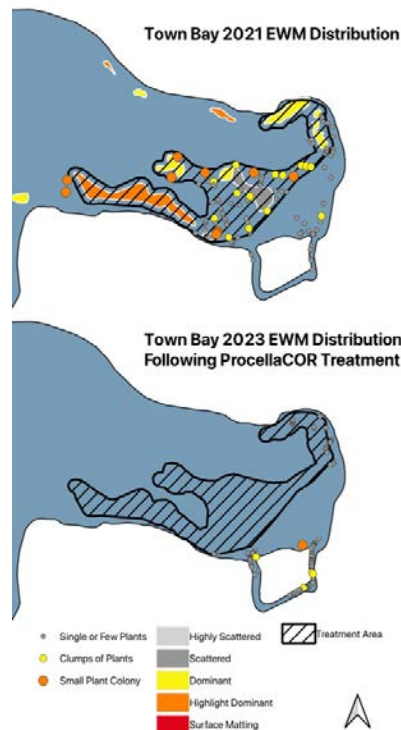 Town Bay 2021 EWM Distribution
Town Bay 2023 EWM Distribution
Following ProcellaCOR Treatment
Single or Few Plants
Clumps of Plants
Small Plant Colony
Highly Scattered
Scattered
Dominant
Highlight Dominant
Surface Matting
Treatment Area